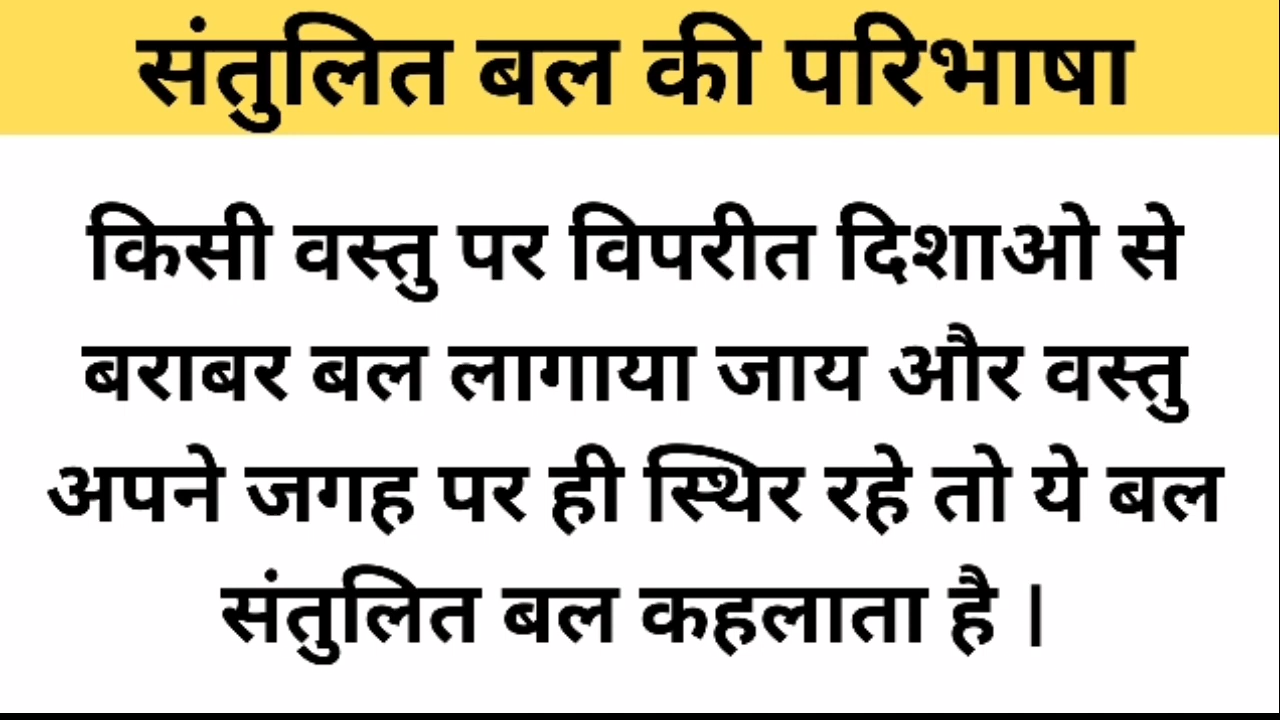 संतुलित बल की परिभाषा
किसी वस्तु पर विपरीत दिशाओ से
बराबर बल लागाया जाय और वस्तु
अपने जगह पर ही स्थिर रहे तो ये बल
संतुलित बल कहलाता है ।